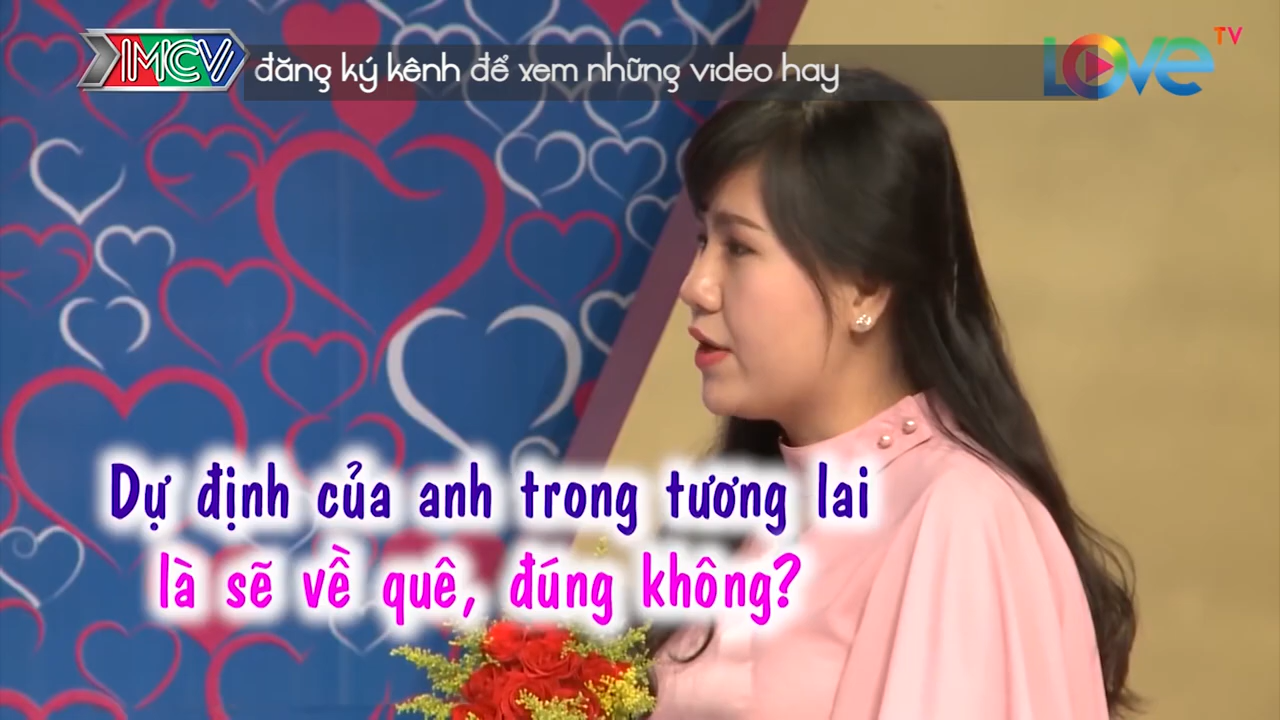 MCV
đăng ký kênh để xem những video hay
LOVE TV
Dự định của anh trong tương lai
là sẽ về quê, đúng không?